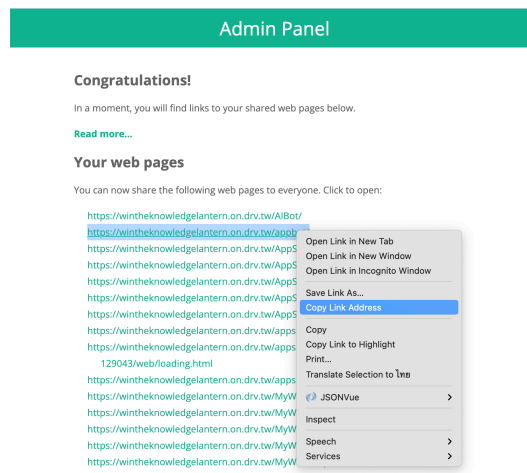 Admin Panel
Congratulations!
In a moment, you will find links to your shared web pages below.
Read more...
Your web pages
You can now share the following web pages to everyone. Click to open:
https://wintheknowledgelantern.on.drv.tw/AIBot/
https://wintheknowledgelantern.on.drv.tw/appb
https://wintheknowledgelantern.on.drv.tw/AppS
https://wintheknowledgelantern.on.drv.tw/AppS
https://wintheknowledgelantern.on.drv.tw/AppS
https://wintheknowledgelantern.on.drv.tw/AppS
https://wintheknowledgelantern.on.drv.tw/AppS
https://wintheknowledgelantern.on.drv.tw/apps
https://wintheknowledgelantern.on.drv.tw/apps
129043/web/loading.html
https://wintheknowledgelantern.on.drv.tw/apps
https://wintheknowledgelantern.on.drv.tw/MyW
https://wintheknowledgelantern.on.drv.tw/MyW
https://wintheknowledgelantern.on.drv.tw/MyW
https://wintheknowledgelantern.on.drv.tw/MyW
https://wintheknowledgelantern.on.drv.tw/MyW
Open Link in New Tab
Open Link in New Window
Open Link in Incognito Window
Save Link As...
Copy Link Address
Copy
Copy Link to Highlight
Print...
Translate Selection to ไทย
JSONVue
Inspect
Speech
Services